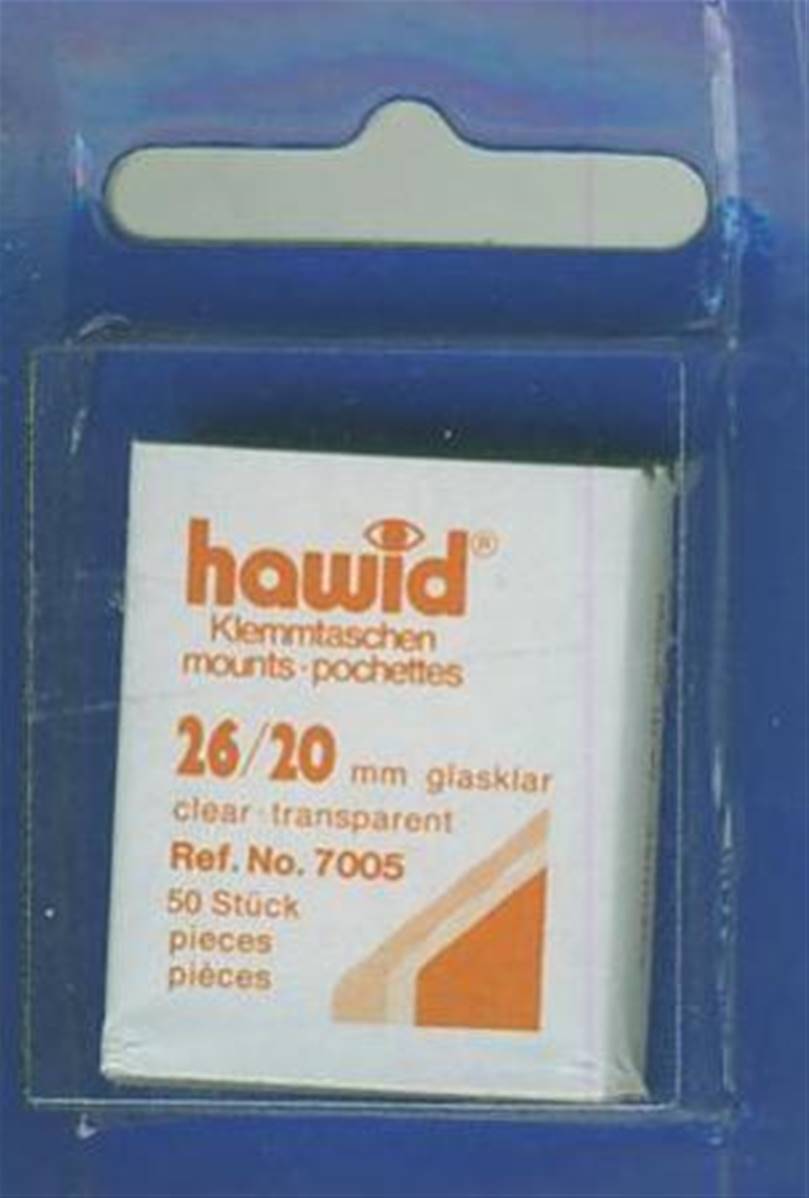 hawid®
Klemmtaschen
mounts·pochettes
26/20 mm glasklar
clear·transparent
Ref. No. 7005
50 Stück
pieces
pièces